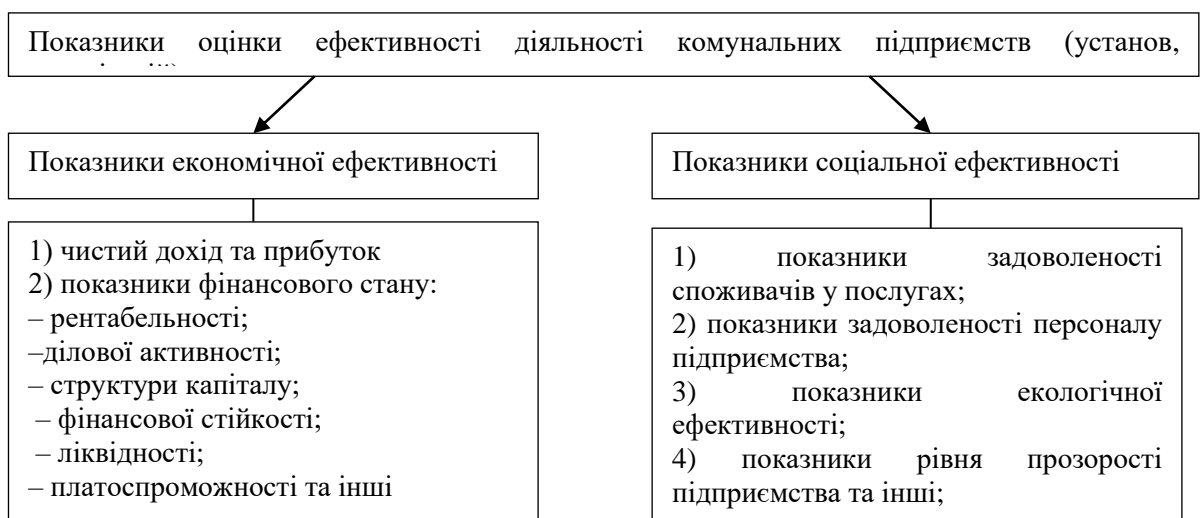 Показники оцінки ефективності діяльності комунальних підприємств (установ,
Показники економічної ефективності
Показники соціальної ефективності
1) чистий дохід та прибуток
2) показники фінансового стану:
– рентабельності;
–ділової активності;
– структури капіталу;
– фінансової стійкості;
– ліквідності;
– платоспроможності та інші
1) показники задоволеності
споживачів у послугах;
2) показники задоволеності персоналу
підприємства;
3) показники екологічної
ефективності;
4) показники рівня прозорості
підприємства та інші;